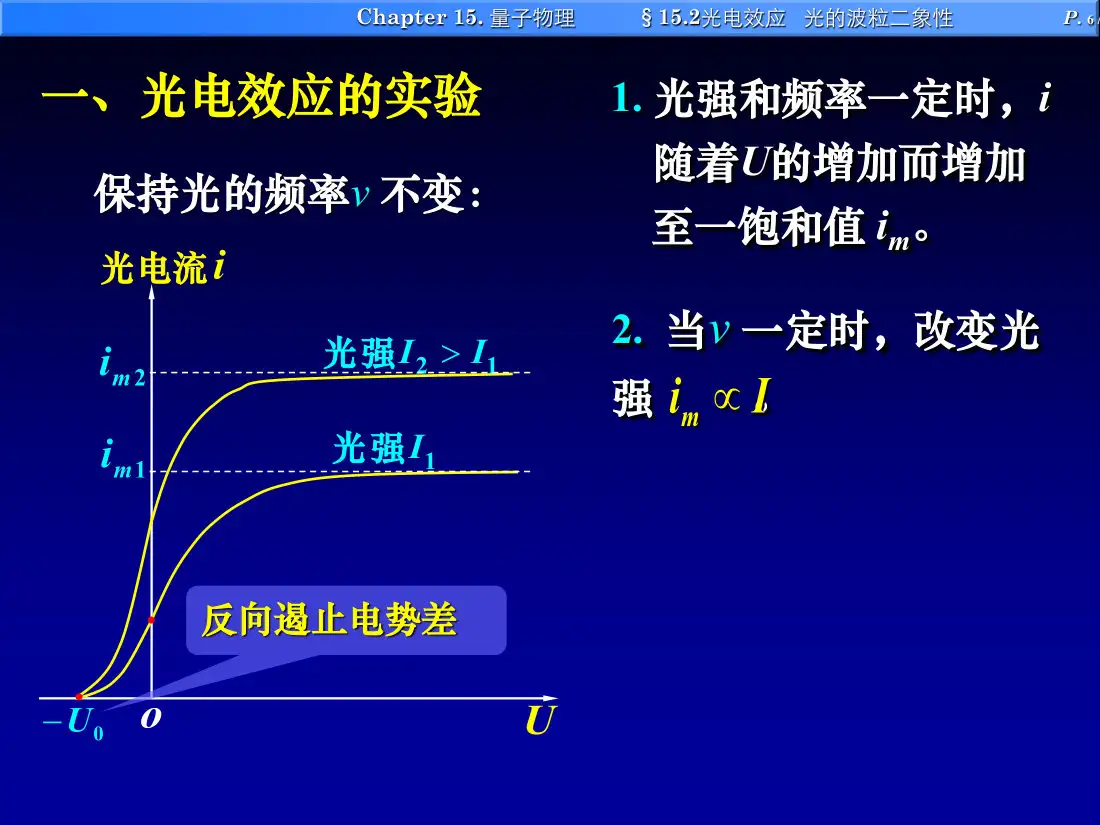 Chapter 15. 量子物理 §15.2光电效应 光的波粒二象性 P. 6/
一、光电效应的实验
保持光的频率ν 不变：
光电流 i
i m 2
光强 I2 > I1
i m 1
光强 I1
反向遏止电势差
−U0
o
U
1. 光强和频率一定时，i
随着U的增加而增加
至一饱和值 im。
2. 当ν 一定时，改变光
强 im ∝ I